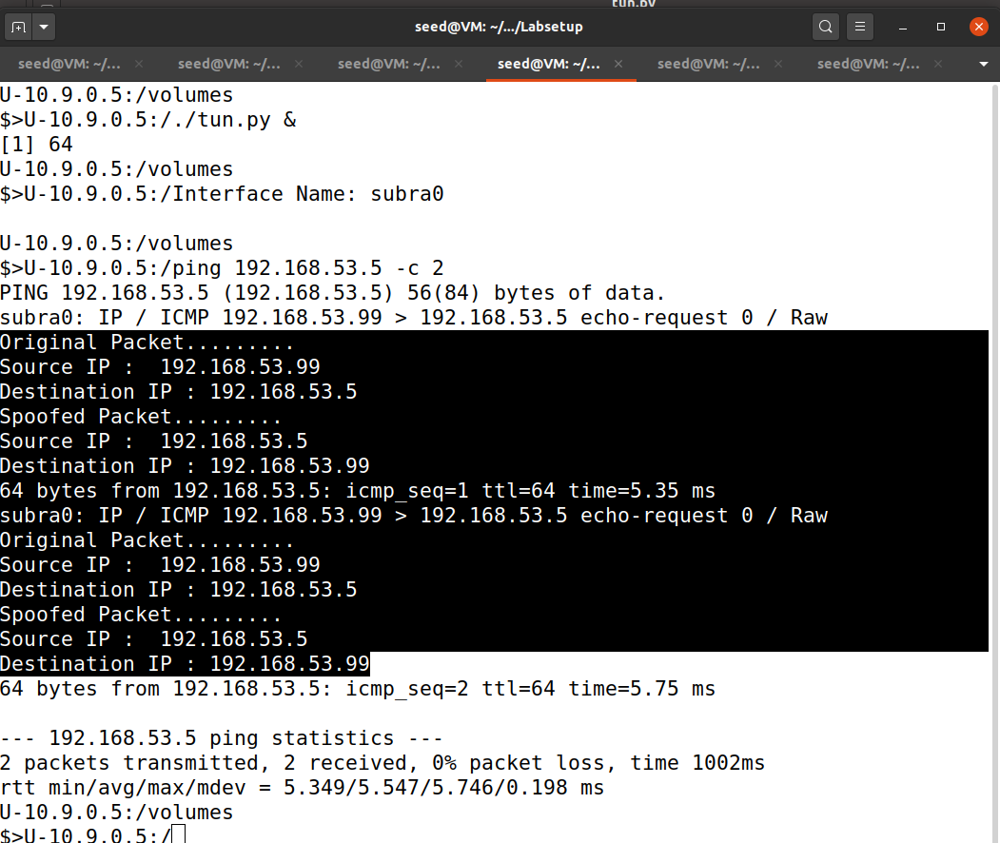 tun.py
seed@VM: ~/.../Labsetup
seed@VM: ~/... seed@VM: ~/... seed@VM: ~/... seed@VM: ~/... seed@VM: ~/... seed@VM: ~/...
U-10.9.0.5:/volumes
$>U-10.9.0.5:/./tun.py &
[1] 64
U-10.9.0.5:/volumes
$>U-10.9.0.5:/Interface Name: subra0
U-10.9.0.5:/volumes
$>U-10.9.0.5:/ping 192.168.53.5 -c 2
PING 192.168.53.5 (192.168.53.5) 56(84) bytes of data.
subra0: IP / ICMP 192.168.53.99 > 192.168.53.5 echo-request 0 / Raw
Original Packet.........
Source IP :  192.168.53.99
Destination IP : 192.168.53.5
Spoofed Packet.........
Source IP :  192.168.53.5
Destination IP : 192.168.53.99
64 bytes from 192.168.53.5: icmp_seq=1 ttl=64 time=5.35 ms
subra0: IP / ICMP 192.168.53.99 > 192.168.53.5 echo-request 0 / Raw
Original Packet.........
Source IP :  192.168.53.99
Destination IP : 192.168.53.5
Spoofed Packet.........
Source IP :  192.168.53.5
Destination IP : 192.168.53.99
64 bytes from 192.168.53.5: icmp_seq=2 ttl=64 time=5.75 ms
--- 192.168.53.5 ping statistics ---
2 packets transmitted, 2 received, 0% packet loss, time 1002ms
rtt min/avg/max/mdev = 5.349/5.547/5.746/0.198 ms
U-10.9.0.5:/volumes
$>U-10.9.0.5:/